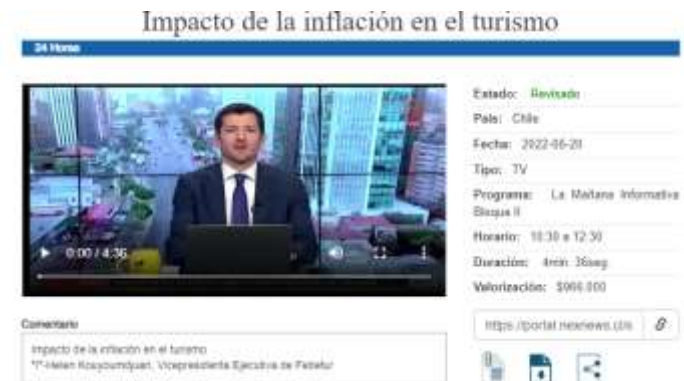 Impacto de la inflación en el turismo
24 Horas
Estado: Revisado
País: Chile
Fecha: 2022-06-20
Tipo: TV
Programa: La Mañana Informativa
Bloque II
Horario: 10:30 a 12:30
Duración: 4min 36seg
0:00 / 4:36
Valorización: $966.000
https://portal.nexnews.cl/s
Comentario
Impacto de la inflación en el turismo
Helen Kouyoumdjian, Vicepresidenta Ejecutiva de Fedetur